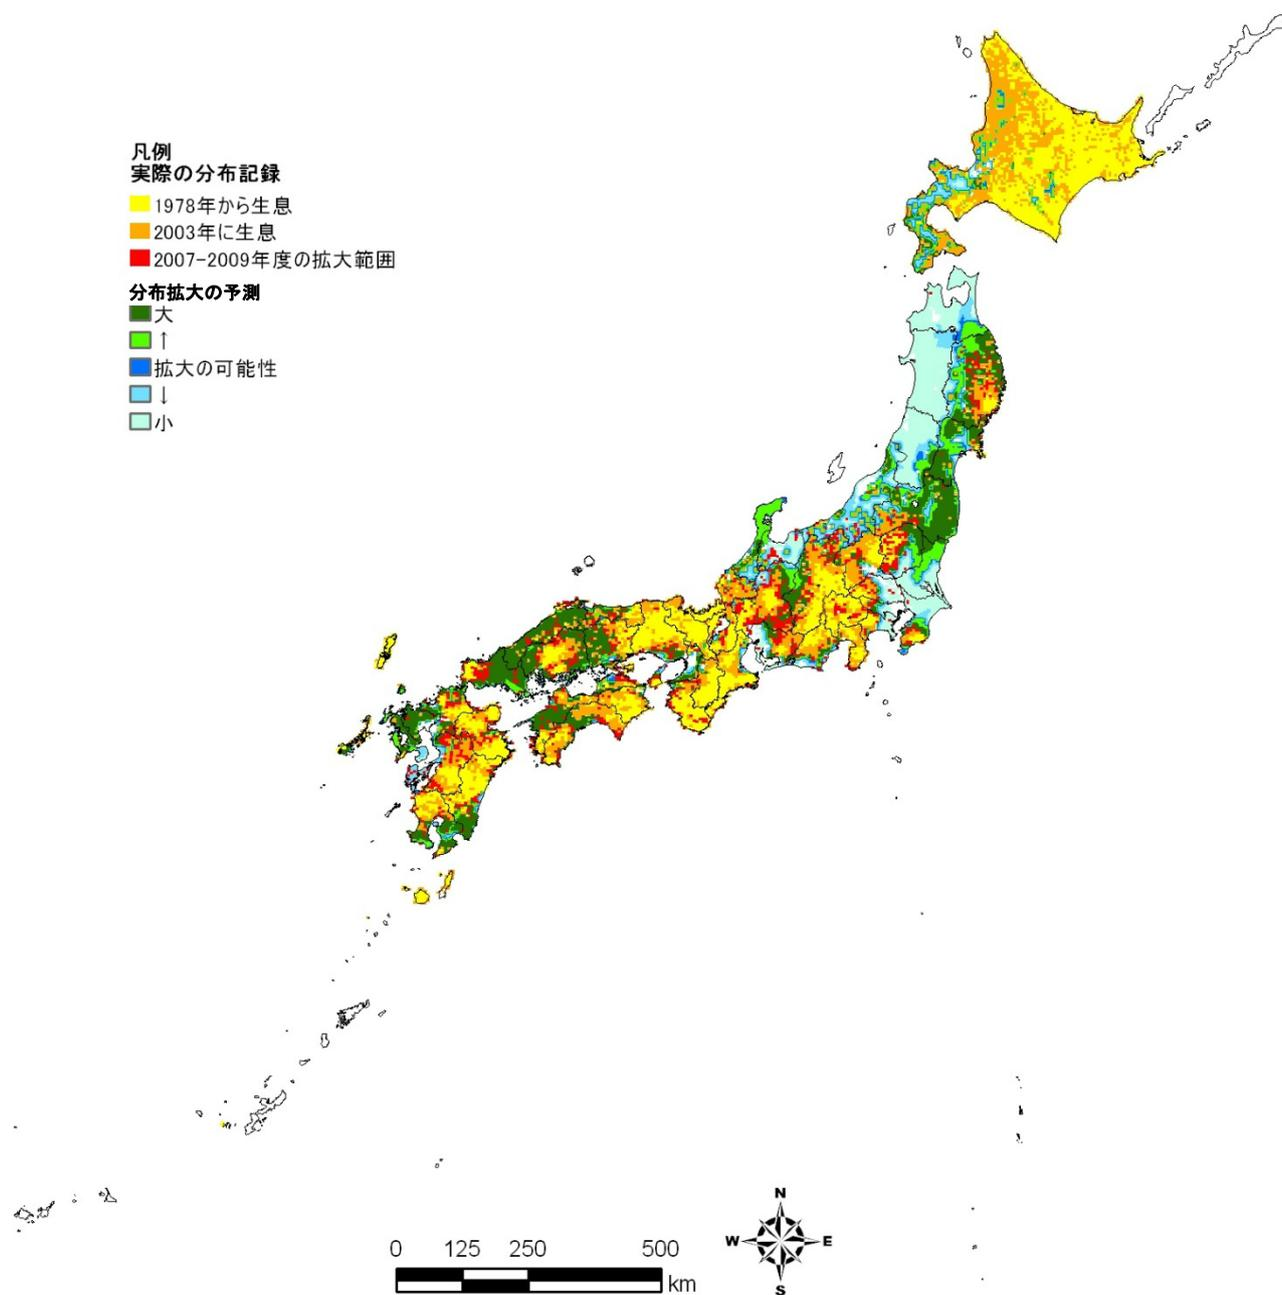 凡例
実際の分布記録
1978年から生息
2003年に生息
2007-2009年度の拡大範囲
分布拡大の予測
大
↑
拡大の可能性
↓
小
N
W E
S
0 125 250 500
km